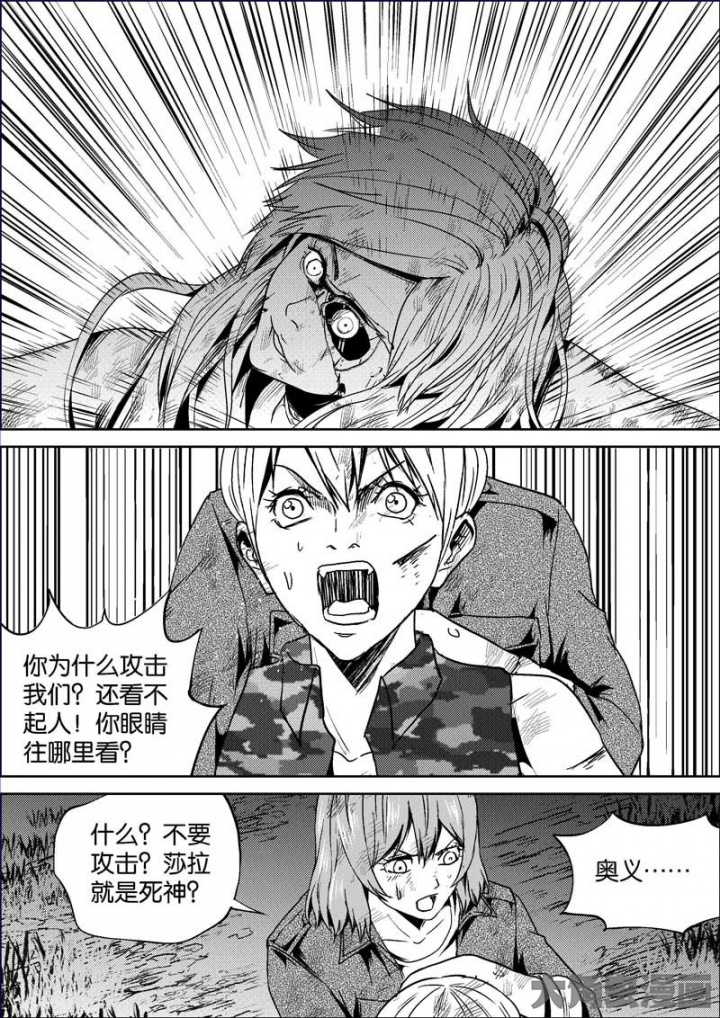 你为什么攻击
我们？还看不
起人！你眼睛
往哪里看？
什么？不要
攻击？莎拉
就是死神？
奥义……